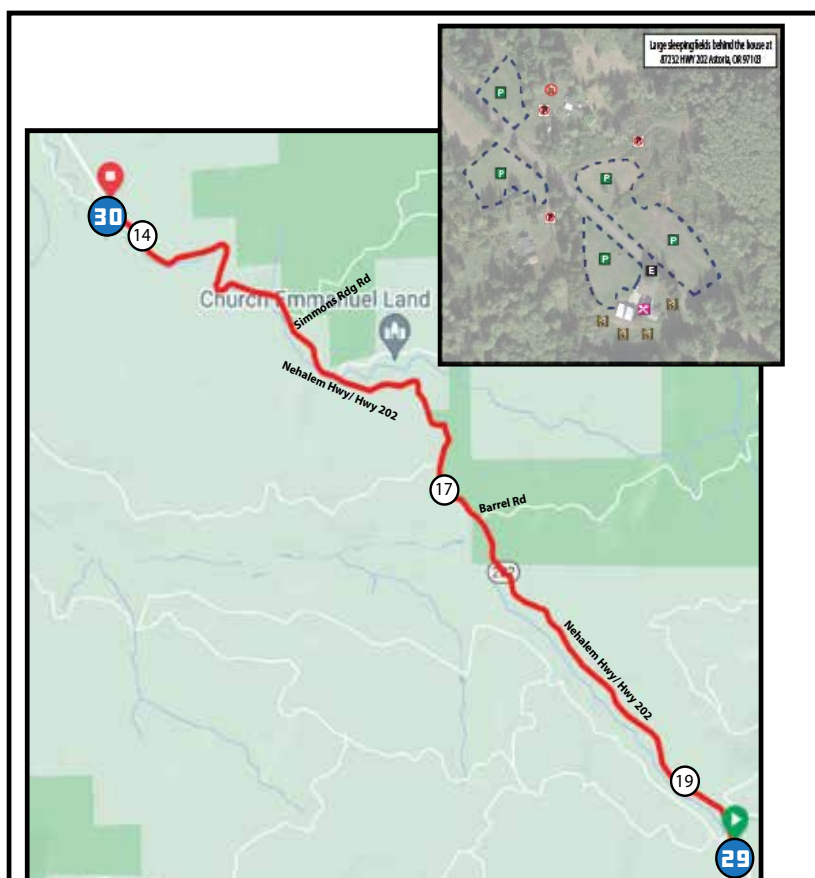 Large sleeping fields behind the house at
87232 HWY 202 Astoria, OR 97103
P
P
P
P
P
E
30
14
Simmons Rdg Rd
Church Emmanuel Land
Nehalem Hwy/ Hwy 202
17
Barrel Rd
202
Nehalem Hwy/ Hwy 202
19
29